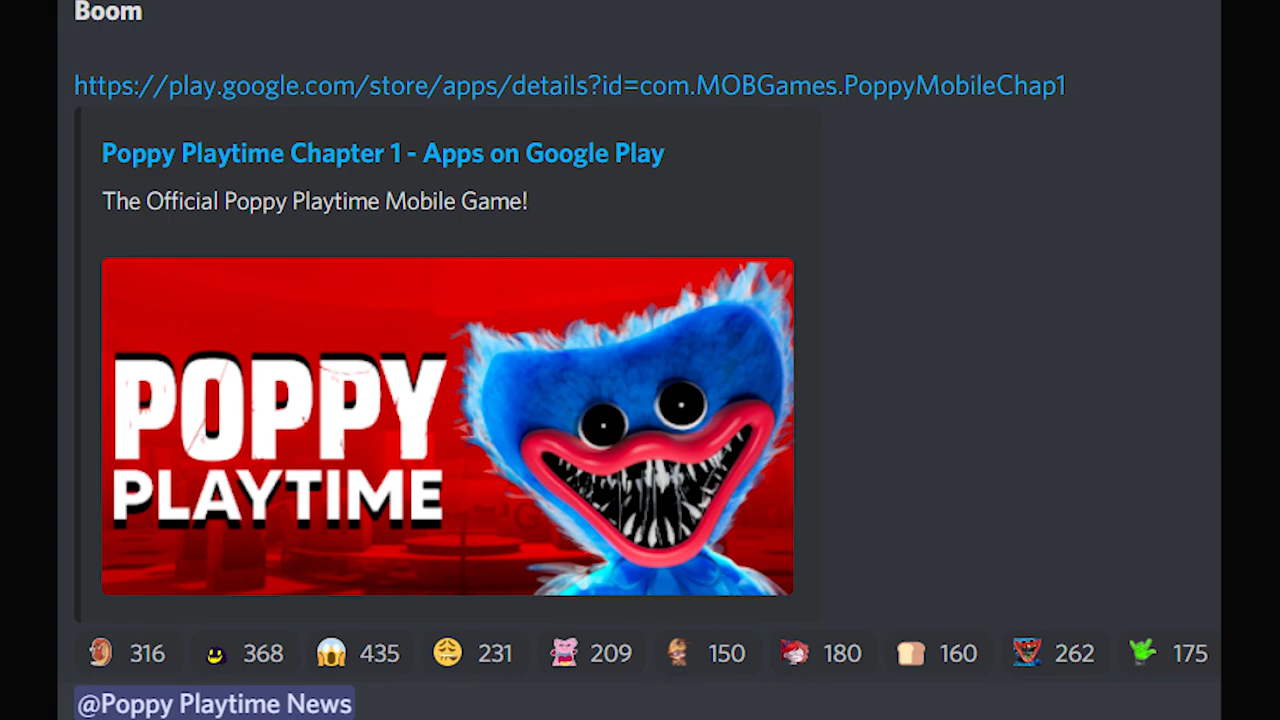 Boom
https://play.google.com/store/apps/details?id=com.MOBGames.PoppyMobileChap1
Poppy Playtime Chapter 1 - Apps on Google Play
The Official Poppy Playtime Mobile Game!
POPPY
PLAYTIME
316 368 435 231 209 150 180 160 262 175
@Poppy Playtime News